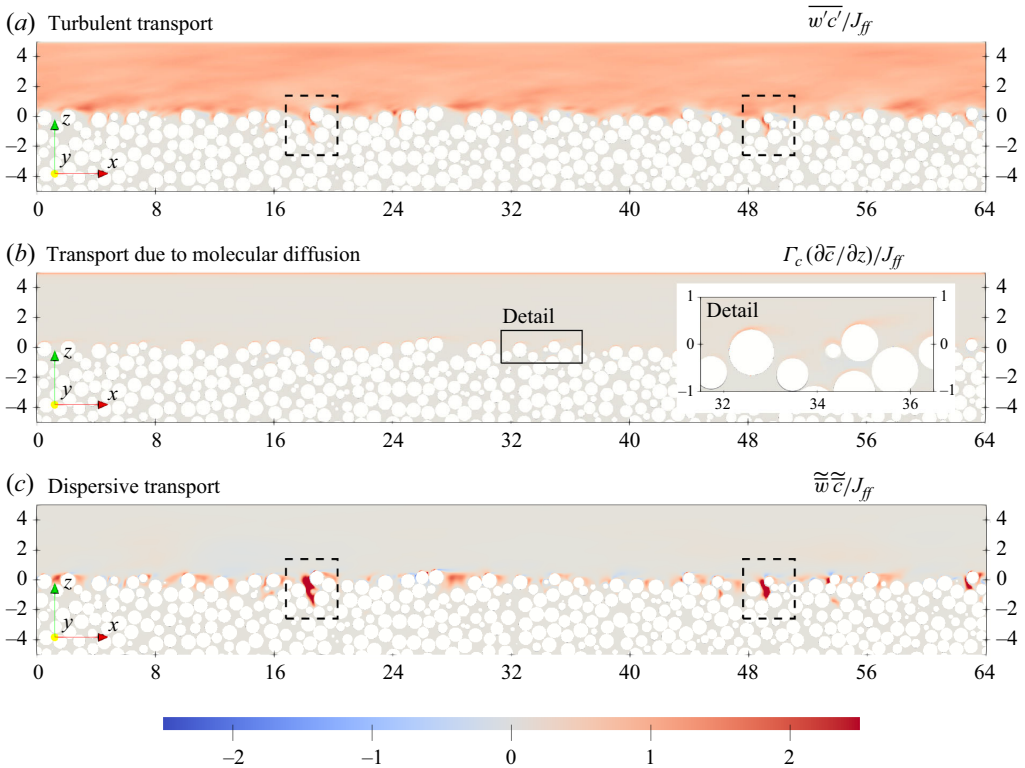 (a) Turbulent transport
w′c′‾/J_ff
4 4
2 2
0 0
–2 –2
–4 –4
z
y x
0 8 16 24 32 40 48 56 64
(b) Transport due to molecular diffusion
Γ_c (∂c̄/∂z)/J_ff
4
2
0
–2
–4 –4
z
y x
Detail
Detail
1 1
0 0
–1 –1
32 34 36
0 8 16 24 32 40 48 56 64
(c) Dispersive transport
w̄̃̃ c̄̃̃/J_ff
4 4
2 2
0 0
–2 –2
–4 –4
z
y x
0 8 16 24 32 40 48 56 64
–2 –1 0 1 2